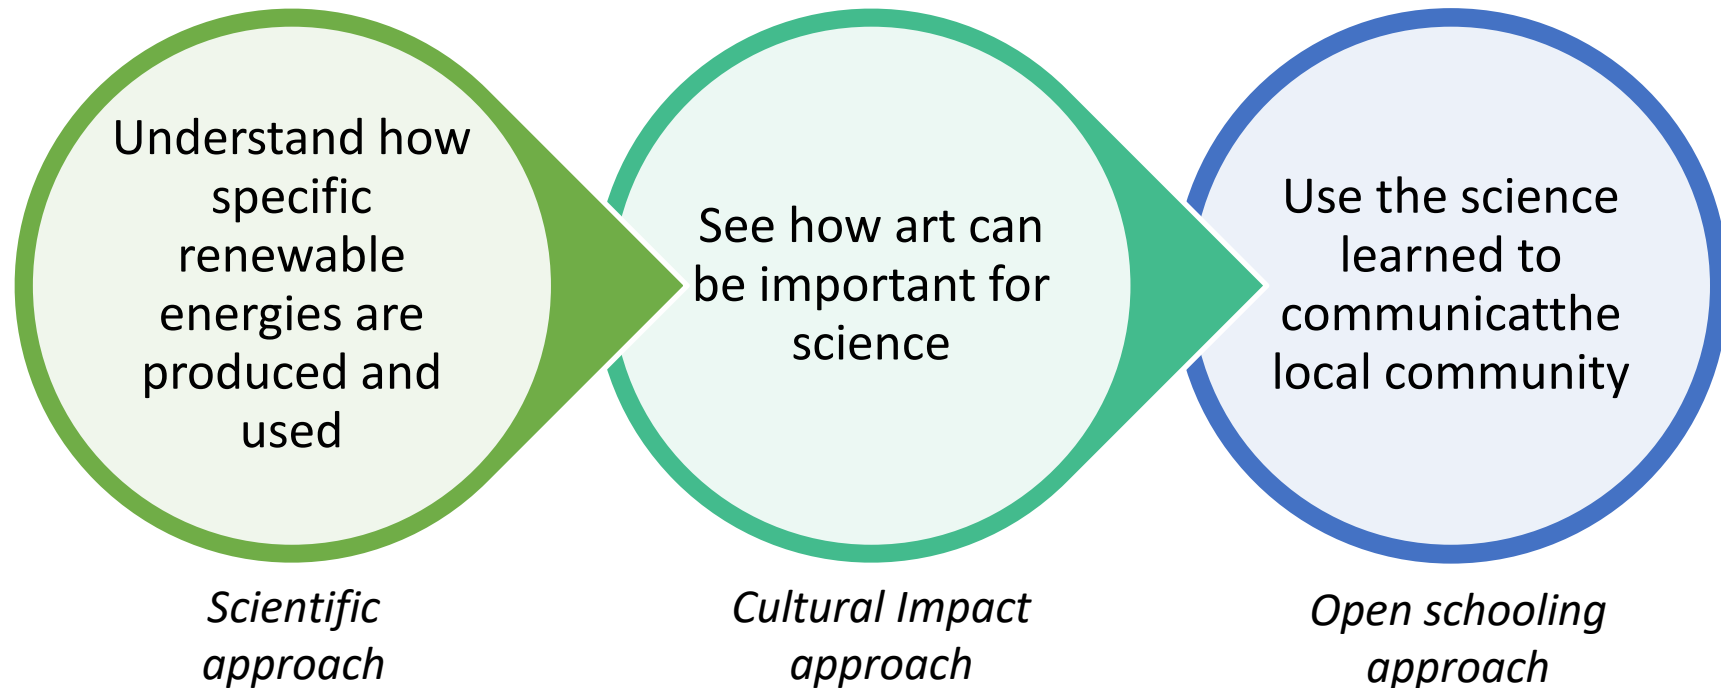 Understand how
specific
renewable
energies are
produced and
used
See how art can
be important for
science
Use the science
learned to
communicatthe
local community
Scientific
approach
Cultural Impact
approach
Open schooling
approach